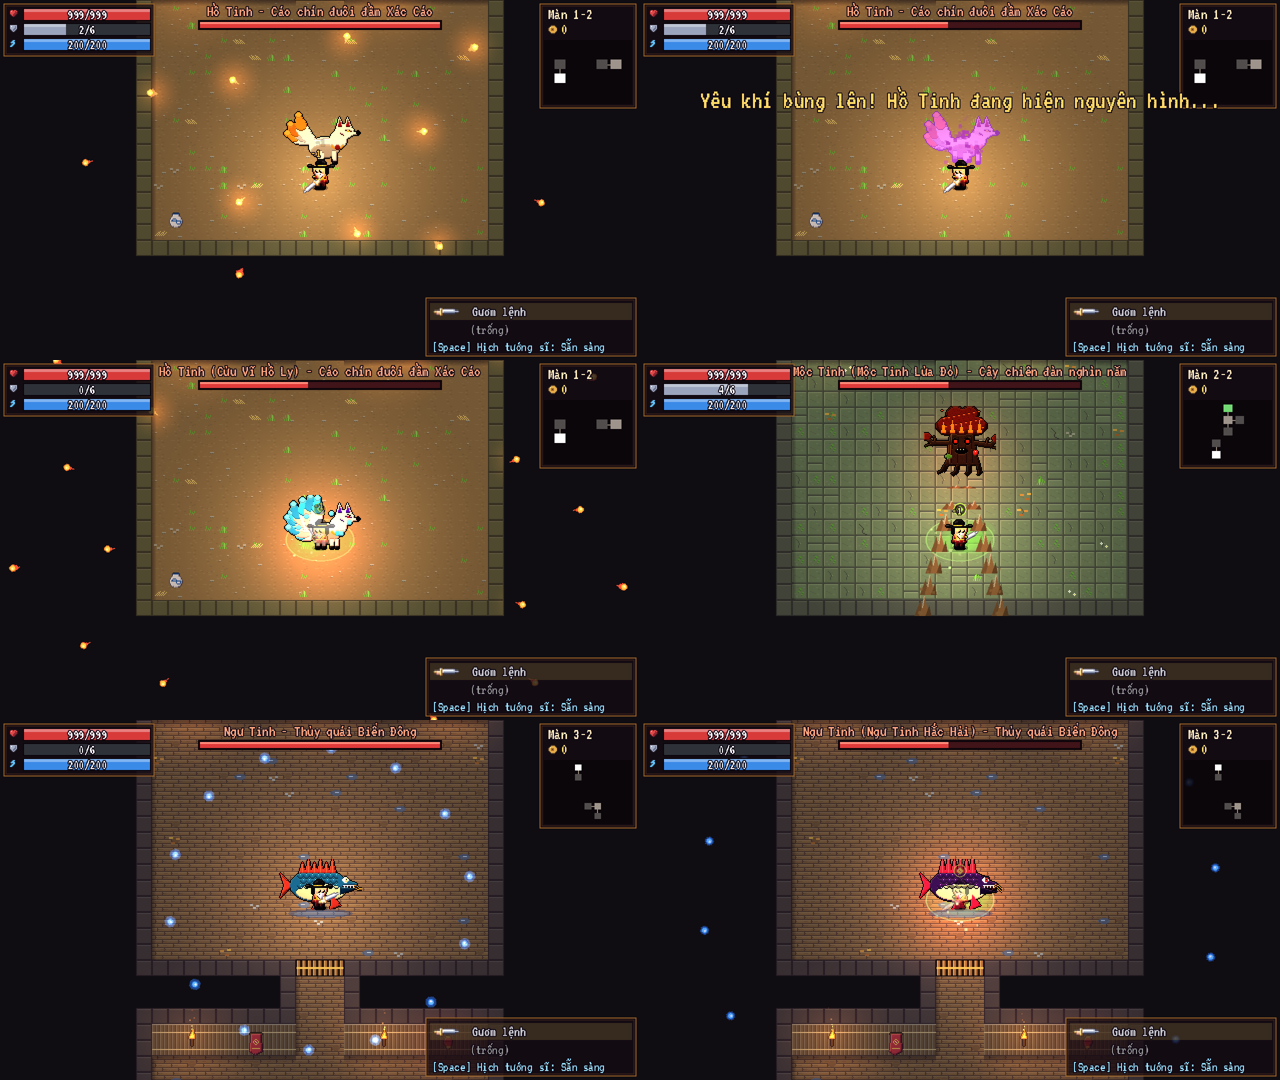 999/999
2/6
200/200
Hồ Tinh - Cáo chín đuôi đầm Xác Cáo
Màn 1-2
0
Gươm lệnh
(trống)
[Space] Hịch tướng sĩ: Sẵn sàng
999/999
2/6
200/200
Hồ Tinh - Cáo chín đuôi đầm Xác Cáo
Màn 1-2
0
Yêu khí bùng lên! Hồ Tinh đang hiện nguyên hình...
Gươm lệnh
(trống)
[Space] Hịch tướng sĩ: Sẵn sàng
999/999
0/6
200/200
Hồ Tinh (Cửu Vĩ Hồ Ly) - Cáo chín đuôi đầm Xác Cáo
Màn 1-2
0
Gươm lệnh
(trống)
[Space] Hịch tướng sĩ: Sẵn sàng
999/999
4/6
200/200
Mộc Tinh (Mộc Tinh Lửa Đỏ) - Cây chiên đàn nghìn năm
Màn 2-2
0
Gươm lệnh
(trống)
[Space] Hịch tướng sĩ: Sẵn sàng
999/999
0/6
200/200
Ngư Tinh - Thủy quái Biển Đông
Màn 3-2
0
Gươm lệnh
(trống)
[Space] Hịch tướng sĩ: Sẵn sàng
999/999
0/6
200/200
Ngư Tinh (Ngư Tinh Hắc Hải) - Thủy quái Biển Đông
Màn 3-2
0
Gươm lệnh
(trống)
[Space] Hịch tướng sĩ: Sẵn sàng